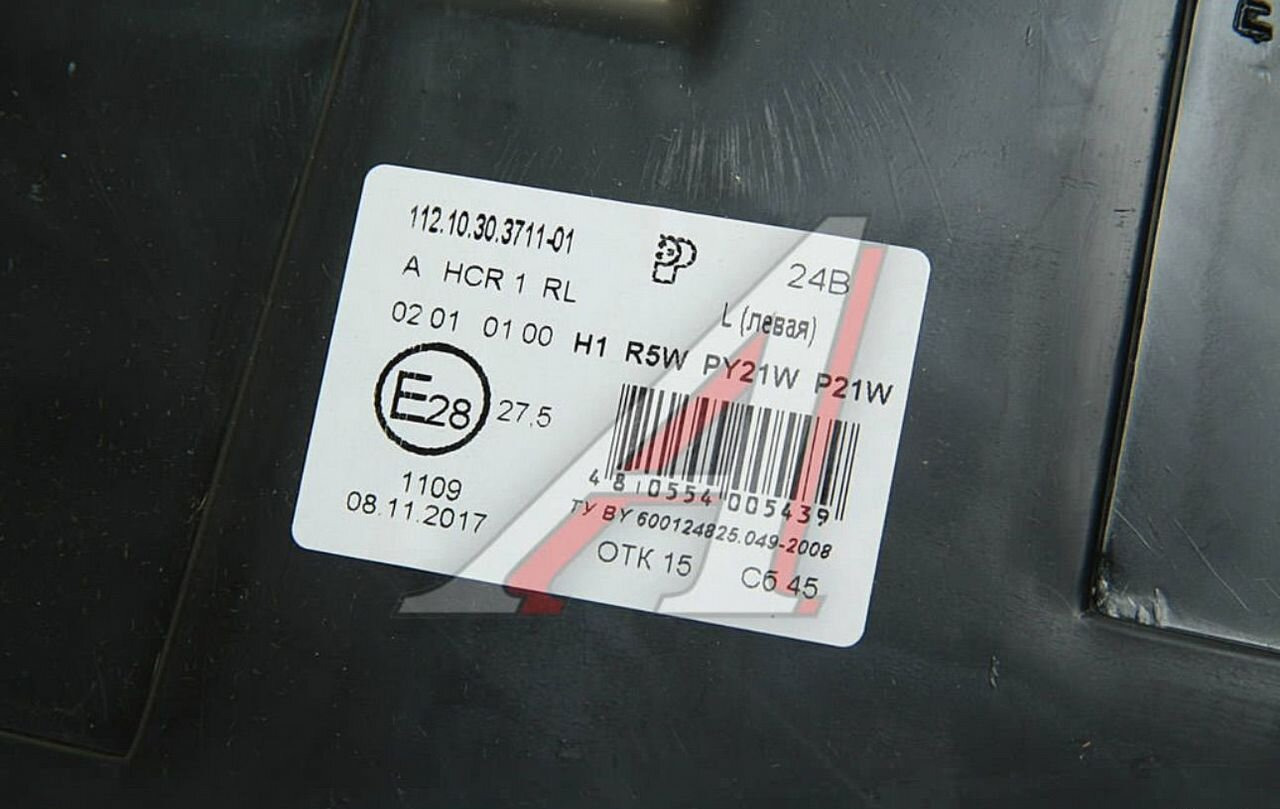 112.10.30.3711-01
24В
A HCR 1 RL
L (левая)
02 01 01 00 H1 R5W PY21W P21W
E28 27,5
4 810554 005439
1109
08.11.2017
ТУ BY 600124825.049-2008
ОТК 15 Сб 45